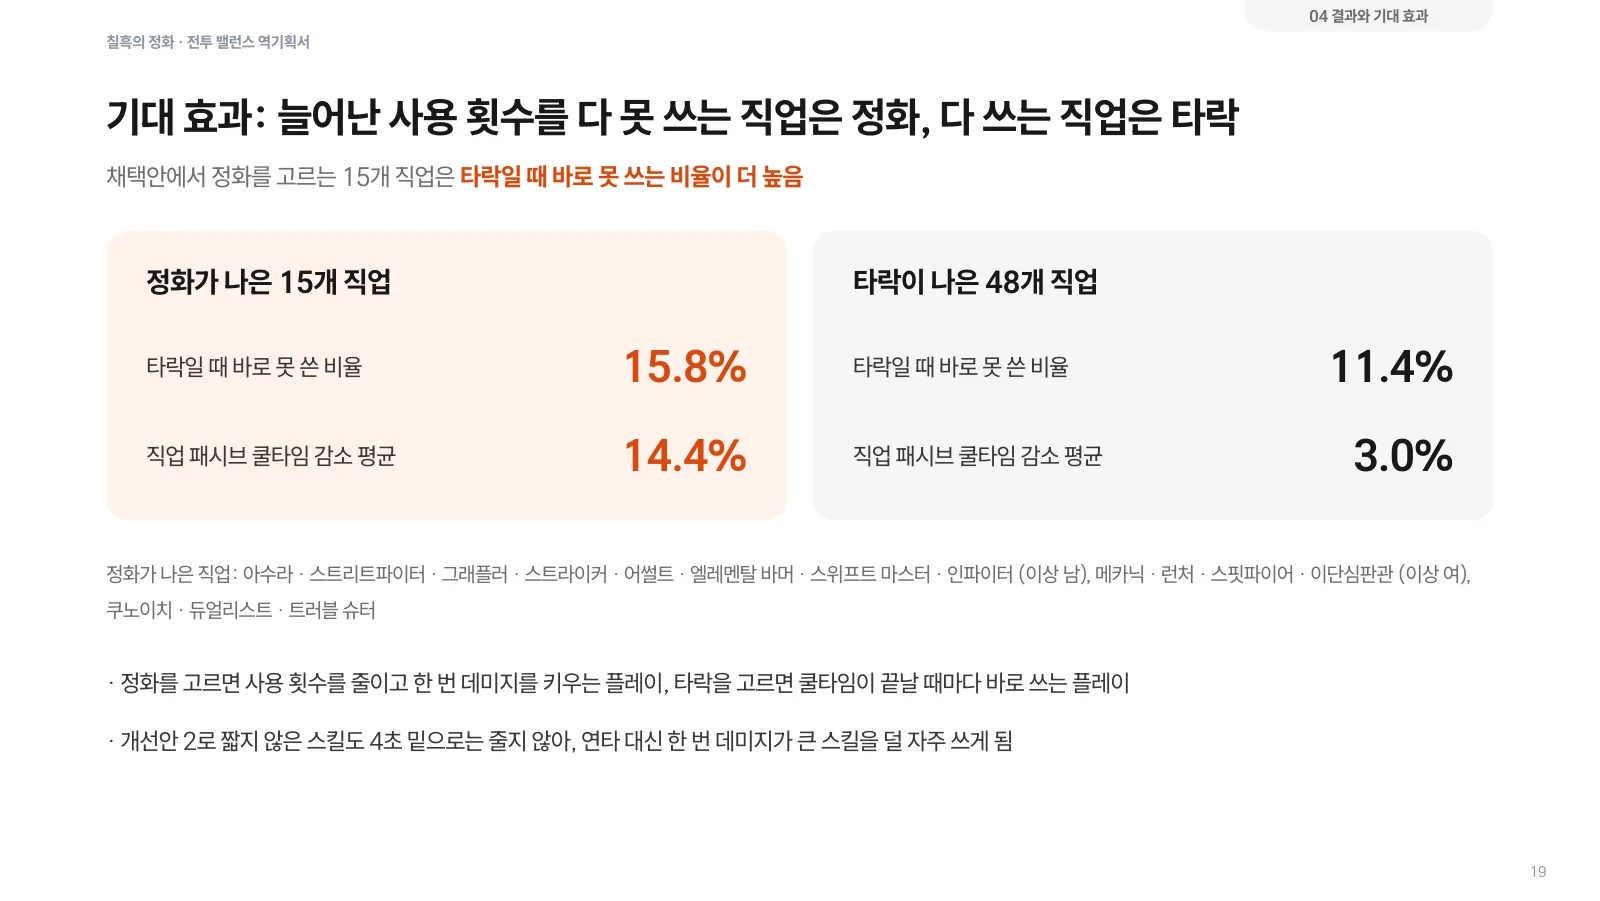 04 결과와 기대 효과
칠흑의 정화 · 전투 밸런스 역기획서
기대 효과: 늘어난 사용 횟수를 다 못 쓰는 직업은 정화, 다 쓰는 직업은 타락
채택안에서 정화를 고르는 15개 직업은 타락일 때 바로 못 쓰는 비율이 더 높음
정화가 나은 15개 직업
타락일 때 바로 못 쓴 비율 15.8%
직업 패시브 쿨타임 감소 평균 14.4%
타락이 나은 48개 직업
타락일 때 바로 못 쓴 비율 11.4%
직업 패시브 쿨타임 감소 평균 3.0%
정화가 나은 직업: 아수라 · 스트리트파이터 · 그래플러 · 스트라이커 · 어썰트 · 엘레멘탈 바머 · 스위프트 마스터 · 인파이터 (이상 남), 메카닉 · 런처 · 스핏파이어 · 이단심판관 (이상 여),
쿠노이치 · 듀얼리스트 · 트러블 슈터
· 정화를 고르면 사용 횟수를 줄이고 한 번 데미지를 키우는 플레이, 타락을 고르면 쿨타임이 끝날 때마다 바로 쓰는 플레이
· 개선안 2로 짧지 않은 스킬도 4초 밑으로는 줄지 않아, 연타 대신 한 번 데미지가 큰 스킬을 덜 자주 쓰게 됨
19